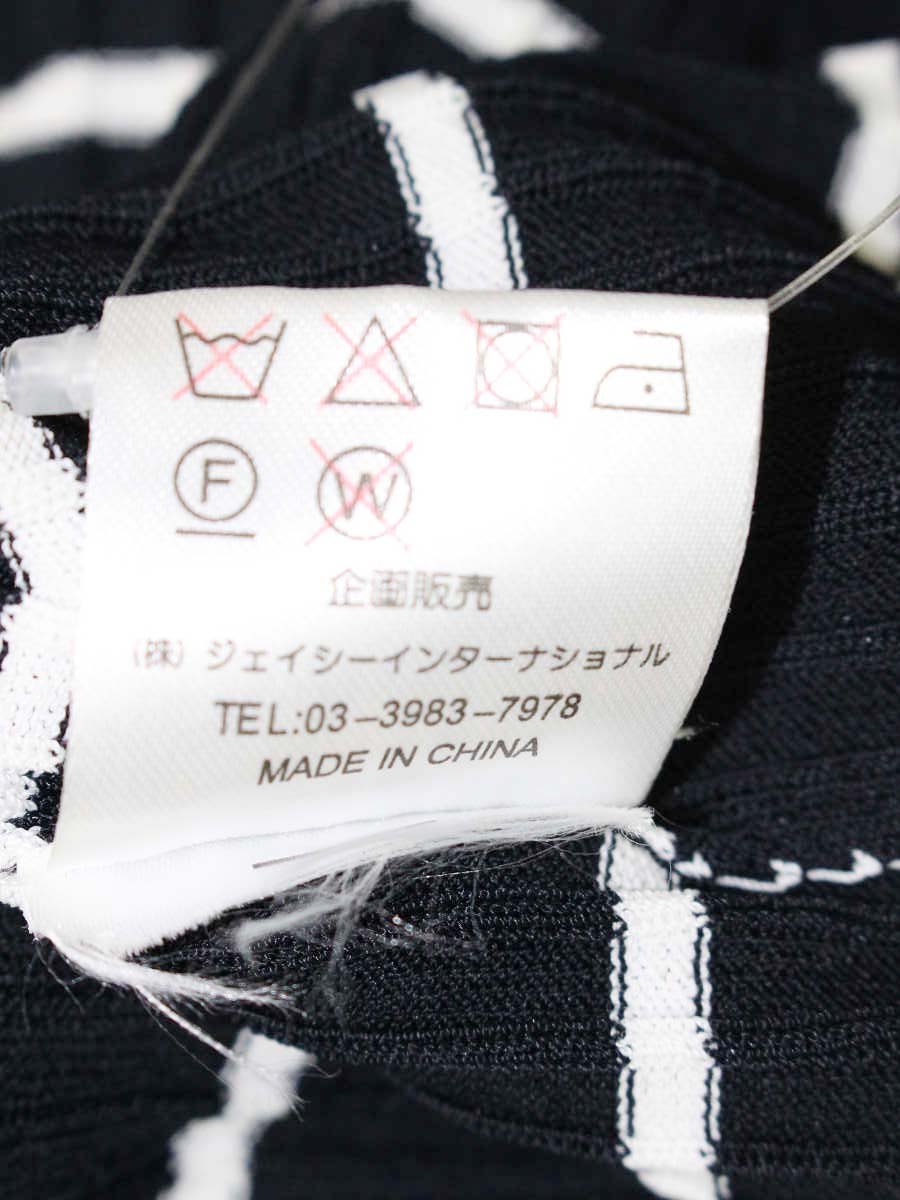 F W
企画販売
(株) ジェイシーインターナショナル
TEL:03-3983-7978
MADE IN CHINA